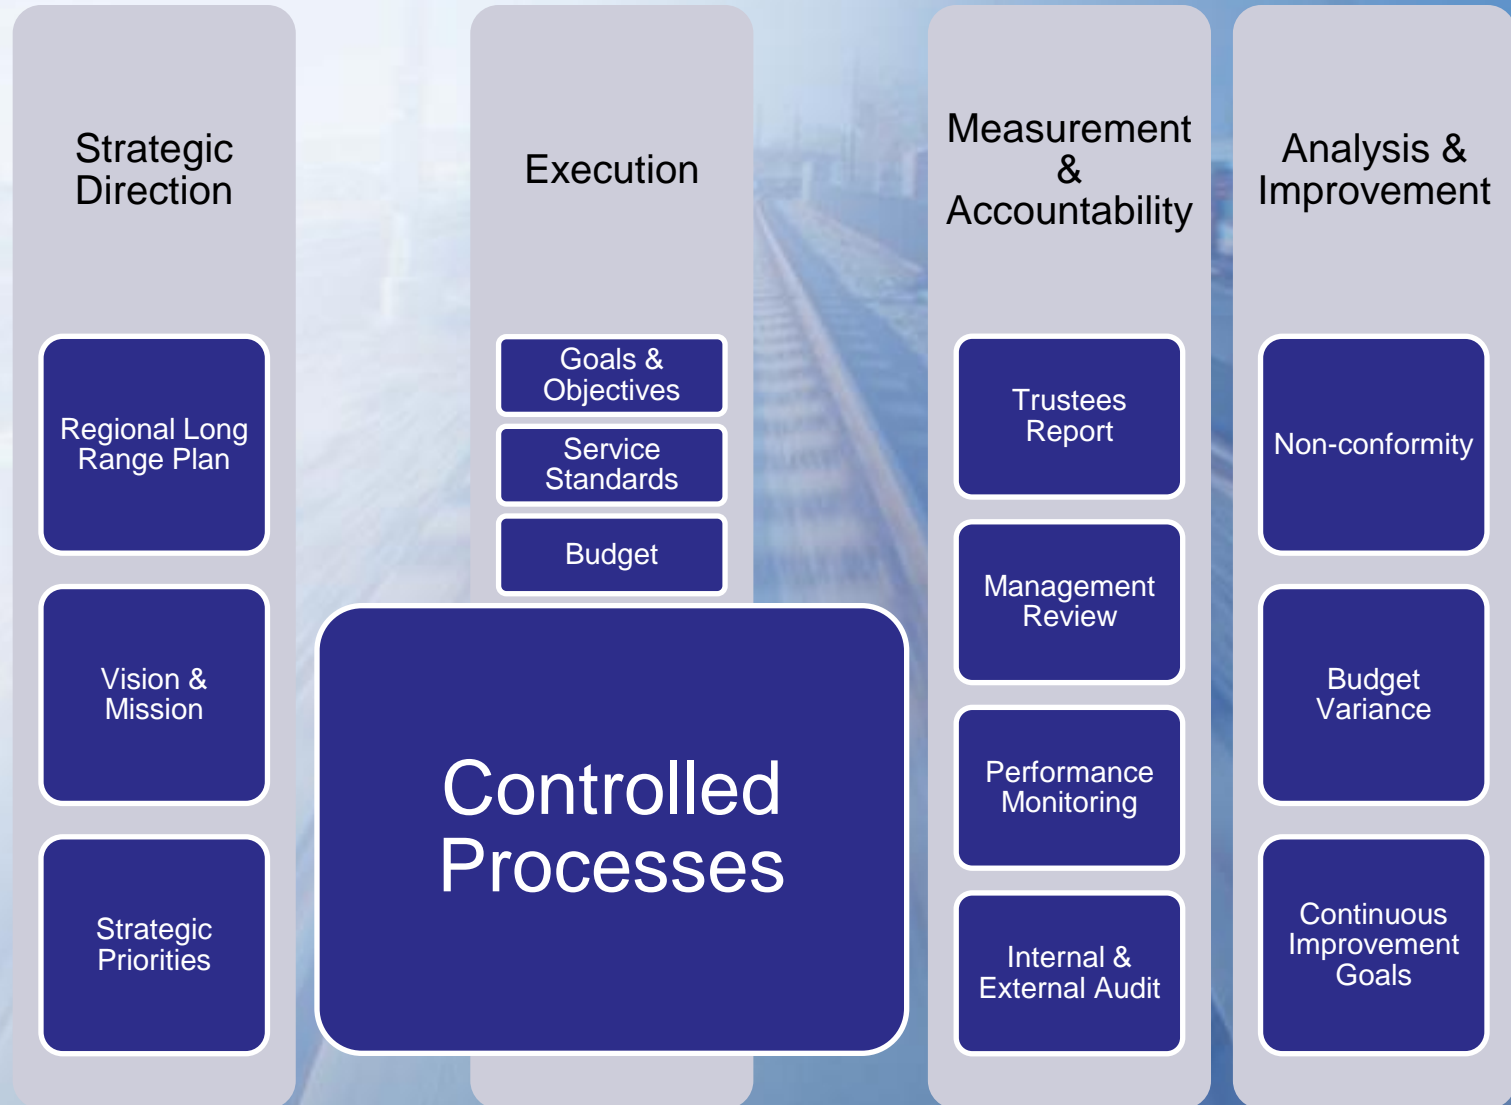 Strategic
Direction
Regional Long
Range Plan
Vision &
Mission
Strategic
Priorities
Execution
Goals &
Objectives
Service
Standards
Budget
Controlled
Processes
Measurement
&
Accountability
Trustees
Report
Management
Review
Performance
Monitoring
Internal &
External Audit
Analysis &
Improvement
Non-conformity
Budget
Variance
Continuous
Improvement
Goals